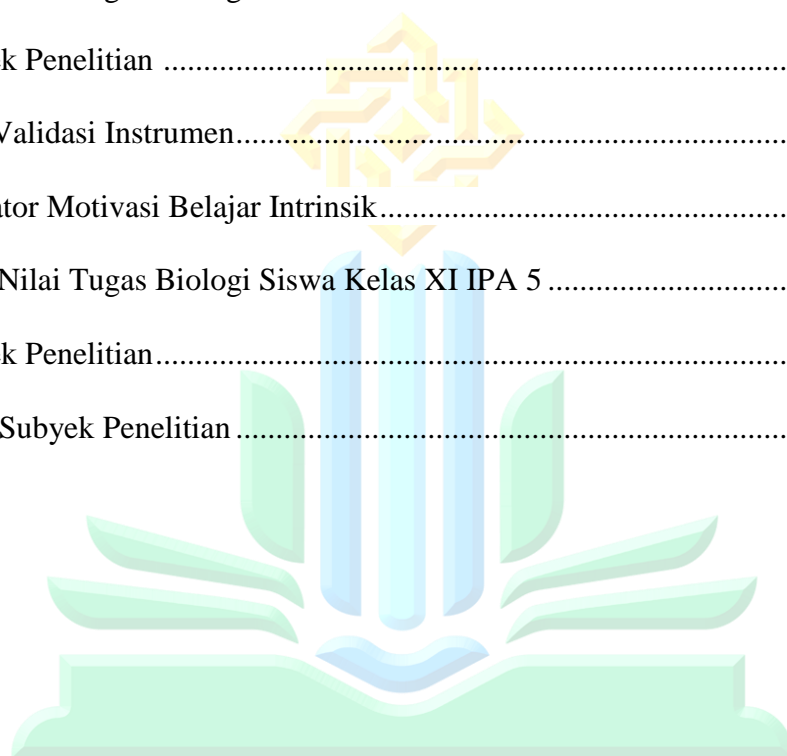 k Penelitian ........................................................................
Validasi Instrumen................................................................
ator Motivasi Belajar Intrinsik..............................................
Nilai Tugas Biologi Siswa Kelas XI IPA 5 ...........................
k Penelitian.........................................................................
Subyek Penelitian ................................................................